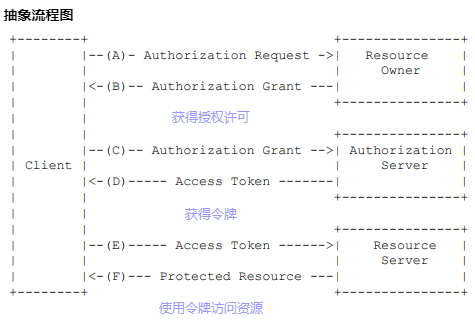 抽象流程图
+--------+                               +---------------+
|        |--(A)- Authorization Request ->|   Resource    |
|        |                               |     Owner     |
|        |<-(B)-- Authorization Grant ---|               |
|        |                               +---------------+
获得授权许可
|        |                               +---------------+
|        |--(C)-- Authorization Grant -->| Authorization |
| Client |                               |     Server    |
|        |<-(D)----- Access Token -------|               |
|        |                               +---------------+
获得令牌
|        |                               +---------------+
|        |--(E)----- Access Token ------>|    Resource   |
|        |                               |     Server    |
|        |<-(F)--- Protected Resource ---|               |
+--------+                               +---------------+
使用令牌访问资源